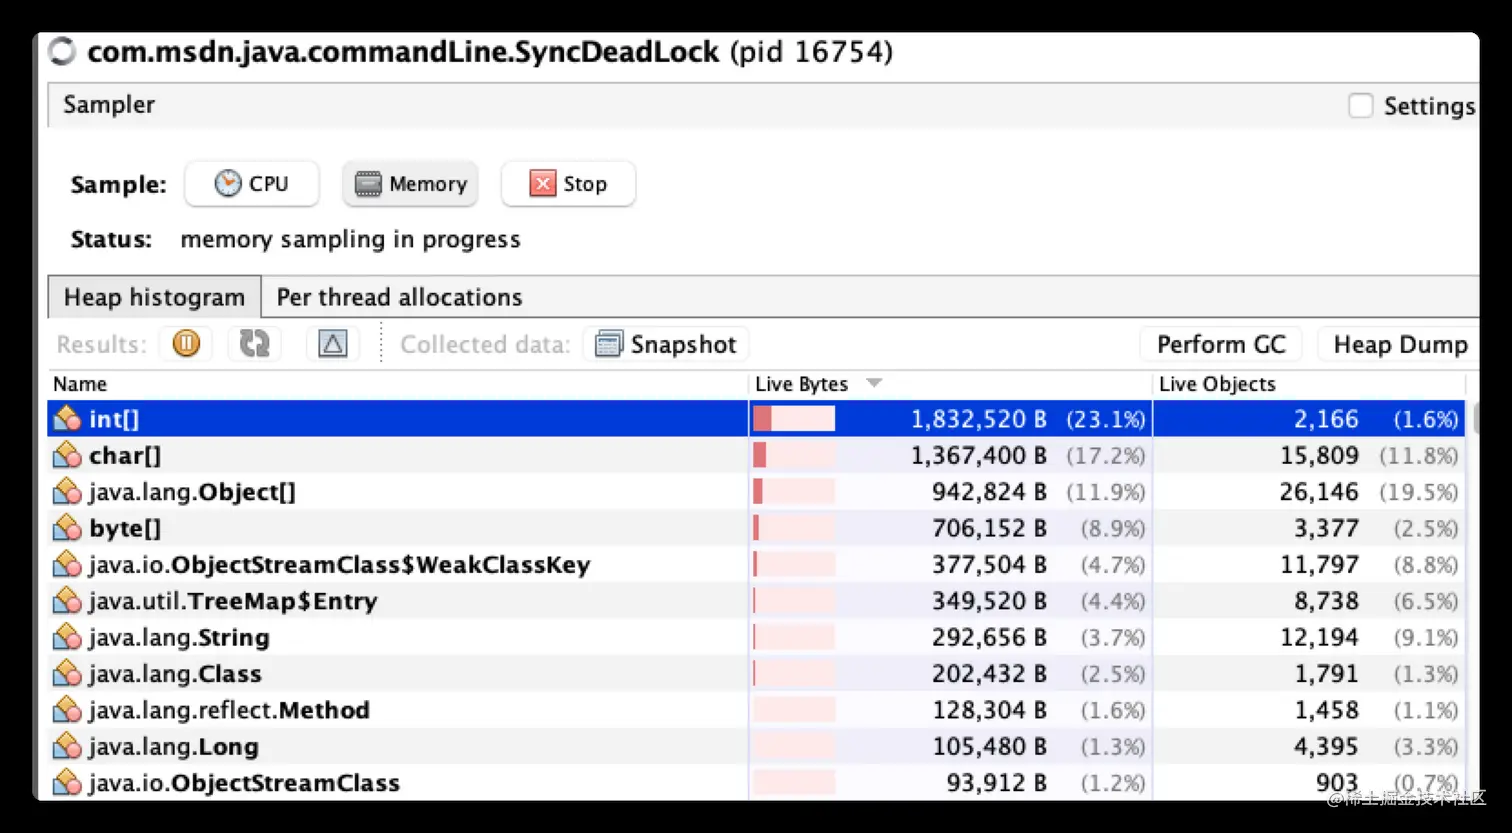 com.msdn.java.commandLine.SyncDeadLock (pid 16754)
Sampler Settings
Sample: CPU Memory Stop
Status: memory sampling in progress
Heap histogram Per thread allocations
Results: Collected data: Snapshot Perform GC Heap Dump
Name Live Bytes Live Objects
int[] 1,832,520 B (23.1%) 2,166 (1.6%)
char[] 1,367,400 B (17.2%) 15,809 (11.8%)
java.lang.Object[] 942,824 B (11.9%) 26,146 (19.5%)
byte[] 706,152 B (8.9%) 3,377 (2.5%)
java.io.ObjectStreamClass$WeakClassKey 377,504 B (4.7%) 11,797 (8.8%)
java.util.TreeMap$Entry 349,520 B (4.4%) 8,738 (6.5%)
java.lang.String 292,656 B (3.7%) 12,194 (9.1%)
java.lang.Class 202,432 B (2.5%) 1,791 (1.3%)
java.lang.reflect.Method 128,304 B (1.6%) 1,458 (1.1%)
java.lang.Long 105,480 B (1.3%) 4,395 (3.3%)
java.io.ObjectStreamClass 93,912 B (1.2%) 903 (0.7%)
@稀土掘金技术社区